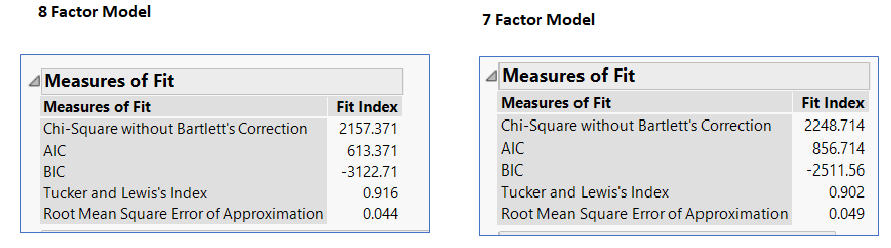 8 Factor Model
Measures of Fit
Measures of Fit Fit Index
Chi-Square without Bartlett's Correction 2157.371
AIC 613.371
BIC -3122.71
Tucker and Lewis's Index 0.916
Root Mean Square Error of Approximation 0.044
7 Factor Model
Measures of Fit
Measures of Fit Fit Index
Chi-Square without Bartlett's Correction 2248.714
AIC 856.714
BIC -2511.56
Tucker and Lewis's Index 0.902
Root Mean Square Error of Approximation 0.049